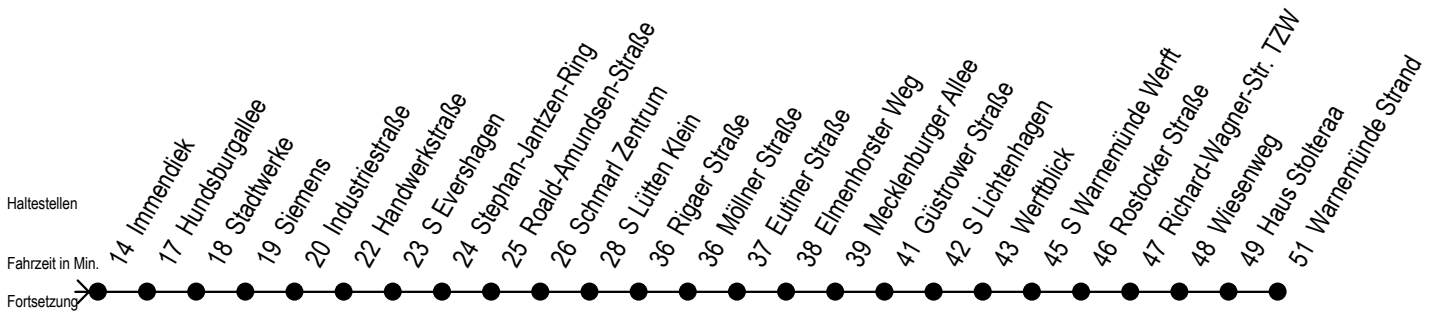 Haltestellen
Fahrzeit in Min.
Fortsetzung
14 Immendiek
17 Hundsburgallee
18 Stadtwerke
19 Siemens
20 Industriestraße
22 Handwerkstraße
23 S Evershagen
24 Stephan-Jantzen-Ring
25 Roald-Amundsen-Straße
26 Schmarl Zentrum
28 S Lütten Klein
36 Rigaer Straße
36 Möllner Straße
37 Eutiner Straße
38 Elmenhorster Weg
39 Mecklenburger Allee
41 Güstrower Straße
42 S Lichtenhagen
43 Werftblick
45 S Warnemünde Werft
46 Rostocker Straße
47 Richard-Wagner-Str. TZW
48 Wiesenweg
49 Haus Stolteraa
51 Warnemünde Strand